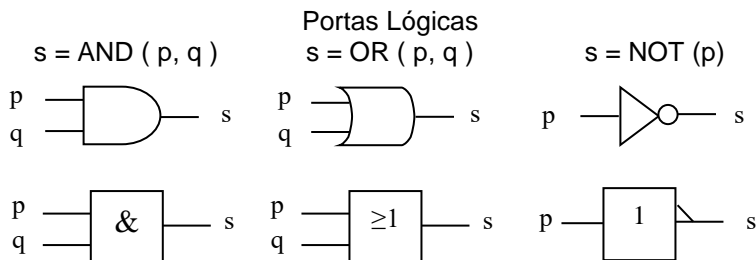 Portas Lógicas
s = AND ( p, q ) s = OR ( p, q ) s = NOT (p)
p p
q s q s p s
p p
& s ≥1 s p 1 s
q q